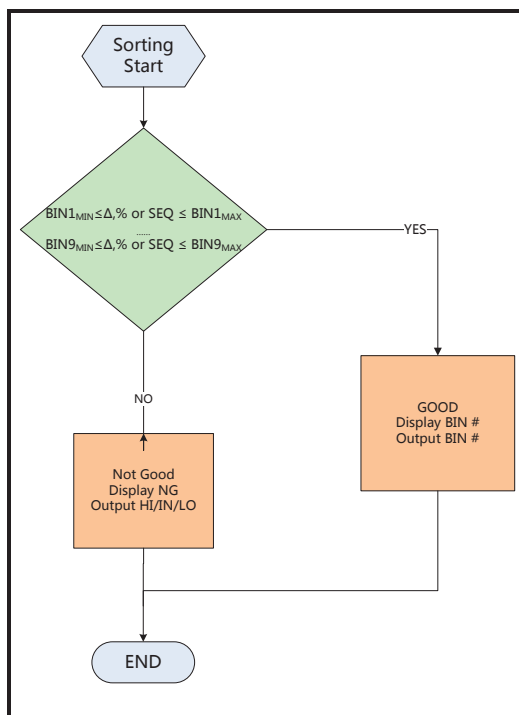 Sorting
Start
BIN1MIN≤Δ,% or SEQ ≤ BIN1MAX
......
BIN9MIN≤Δ,% or SEQ ≤ BIN9MAX
YES
NO
GOOD
Display BIN #
Output BIN #
Not Good
Display NG
Output HI/IN/LO
END